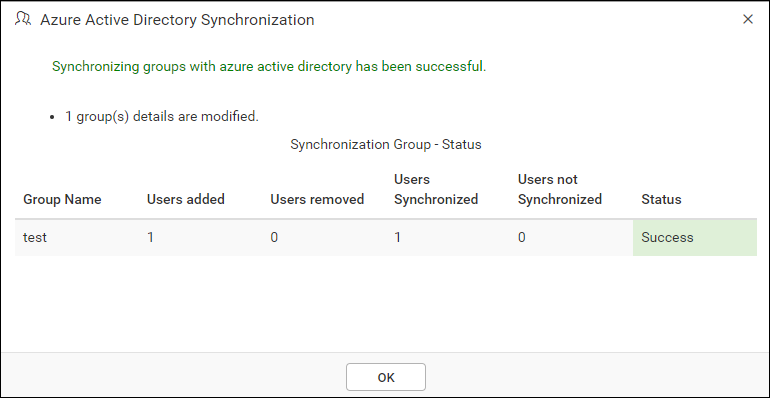 Azure Active Directory Synchronization
Synchronizing groups with azure active directory has been successful.
• 1 group(s) details are modified.
Synchronization Group - Status
Group Name Users added Users removed Users Synchronized Users not Synchronized Status
test 1 0 1 0 Success
OK